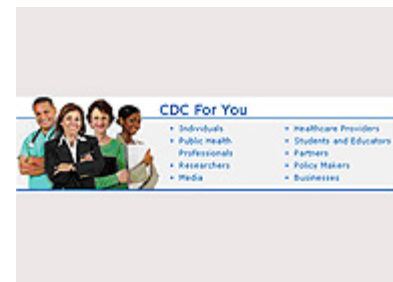 CDC For You
• Individuals
• Public Health
Professionals
• Researchers
• Media
• Healthcare Providers
• Students and Educators
• Partners
• Policy Makers
• Businesses